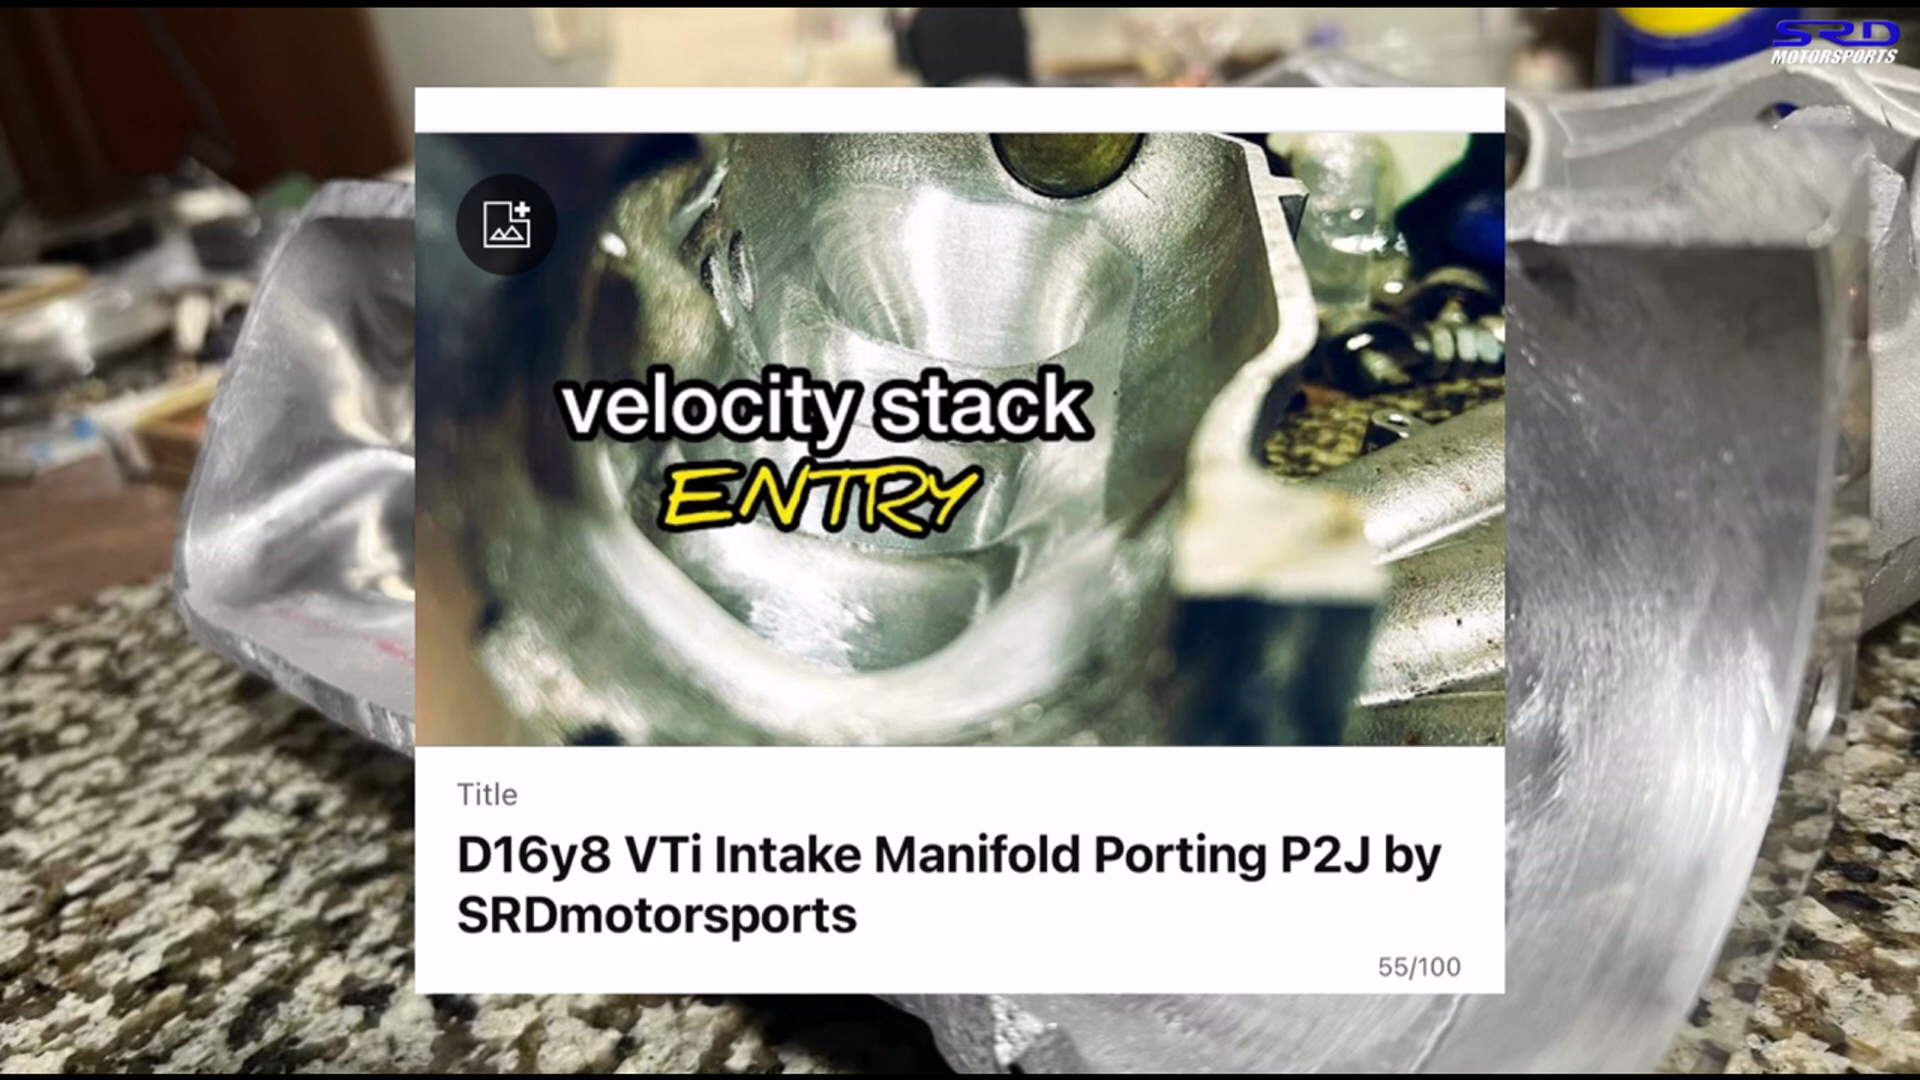 SRD
MOTORSPORTS
velocity stack
ENTRY
Title
D16y8 VTi Intake Manifold Porting P2J by
SRDmotorsports
55/100